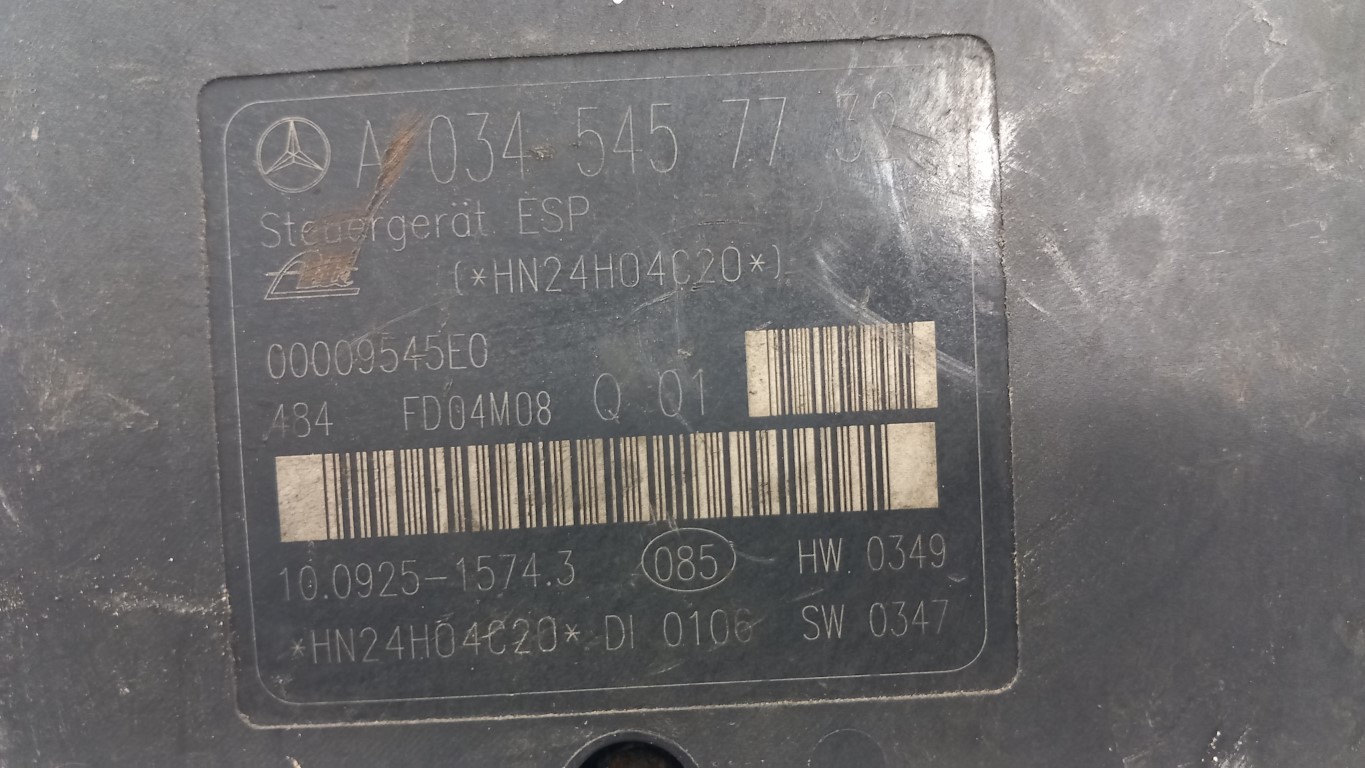 A 034 545 77 32
Steuergerät ESP
(*HN24H04C20*)
00009545E0
484 FD04M08 Q 01
10.0925-1574.3 085 HW 0349
*HN24H04C20* DI 0106 SW 0347